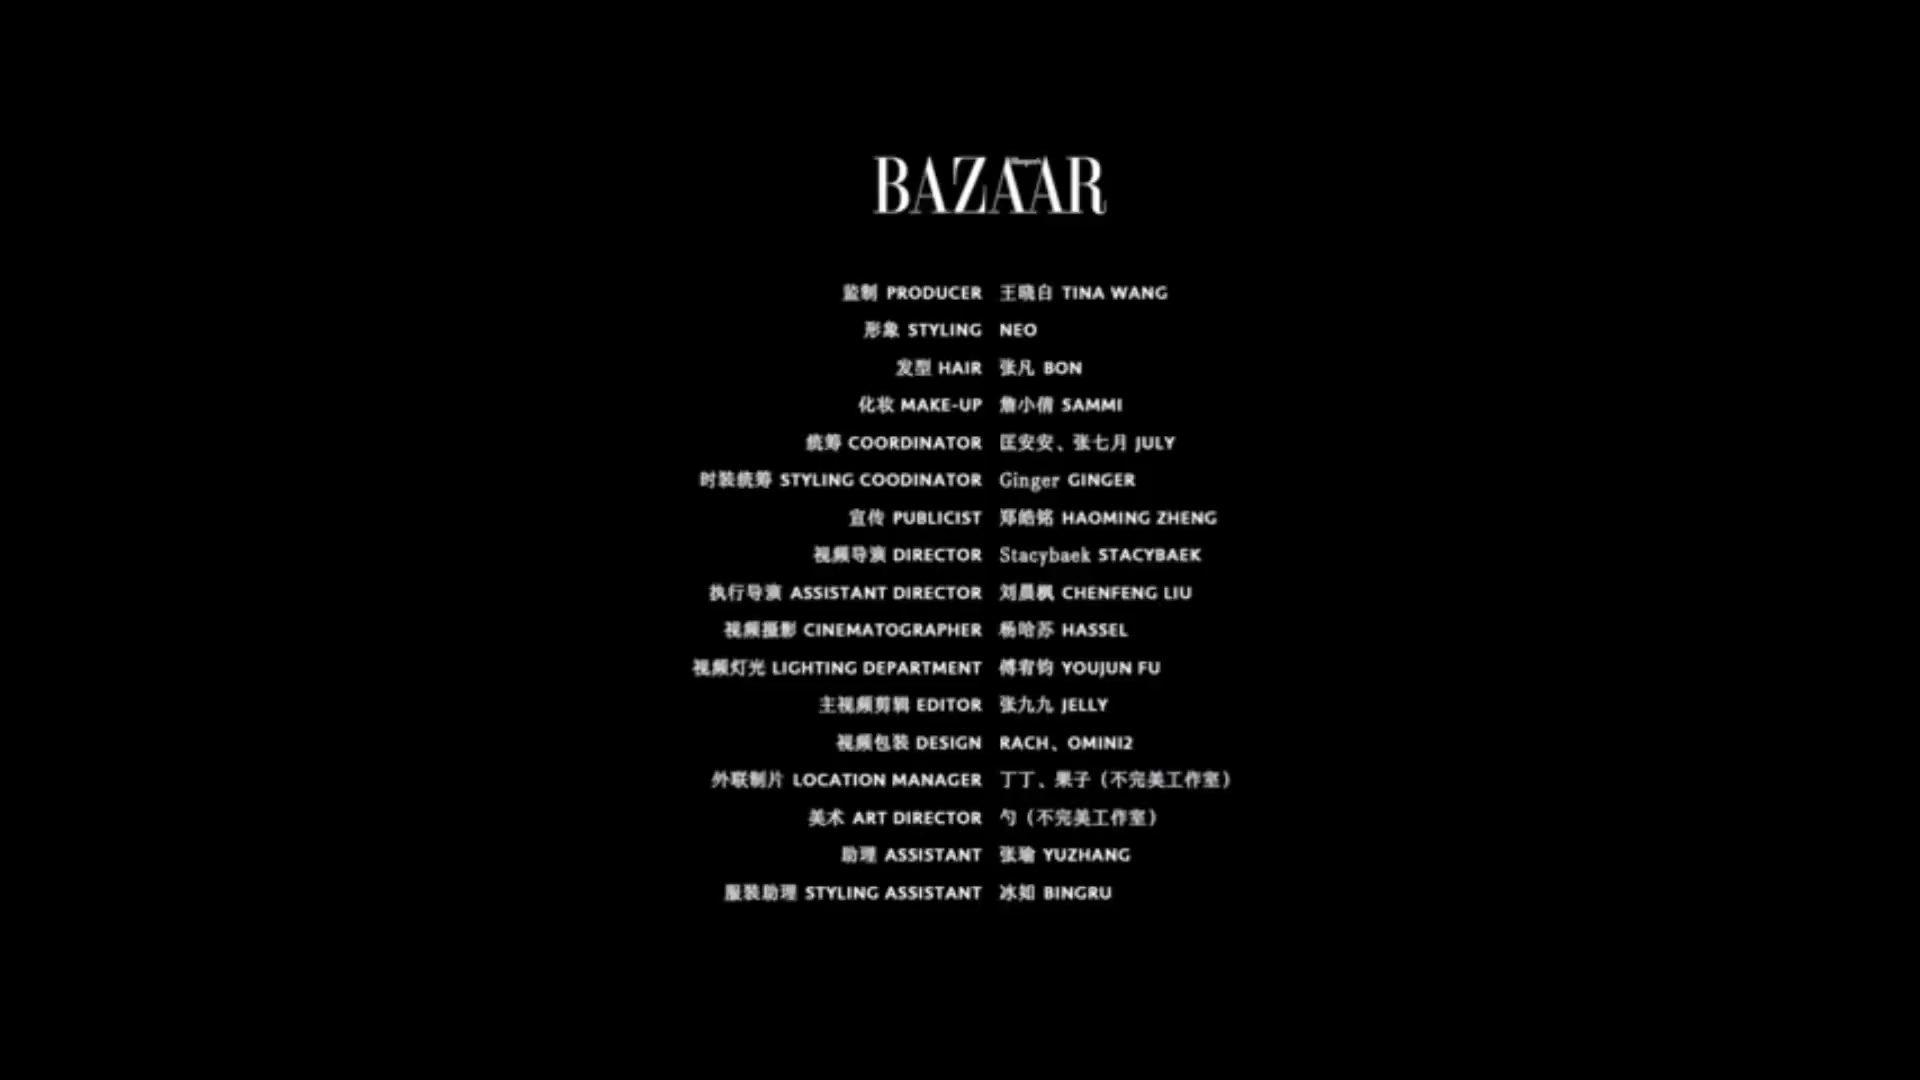 Harper's
BAZAAR
监制 PRODUCER 王晓白 TINA WANG
形象 STYLING NEO
发型 HAIR 张凡 BON
化妆 MAKE-UP 詹小倩 SAMMI
统筹 COORDINATOR 匡安安、张七月 JULY
时装统筹 STYLING COODINATOR Ginger GINGER
宣传 PUBLICIST 郑皓铭 HAOMING ZHENG
视频导演 DIRECTOR Stacybaek STACYBAEK
执行导演 ASSISTANT DIRECTOR 刘晨枫 CHENFENG LIU
视频摄影 CINEMATOGRAPHER 杨哈苏 HASSEL
视频灯光 LIGHTING DEPARTMENT 傅宥钧 YOUJUN FU
主视频剪辑 EDITOR 张九九 JELLY
视频包装 DESIGN RACH、OMINI2
外联制片 LOCATION MANAGER 丁丁、果子（不完美工作室）
美术 ART DIRECTOR 勺（不完美工作室）
助理 ASSISTANT 张瑜 YUZHANG
服装助理 STYLING ASSISTANT 冰如 BINGRU